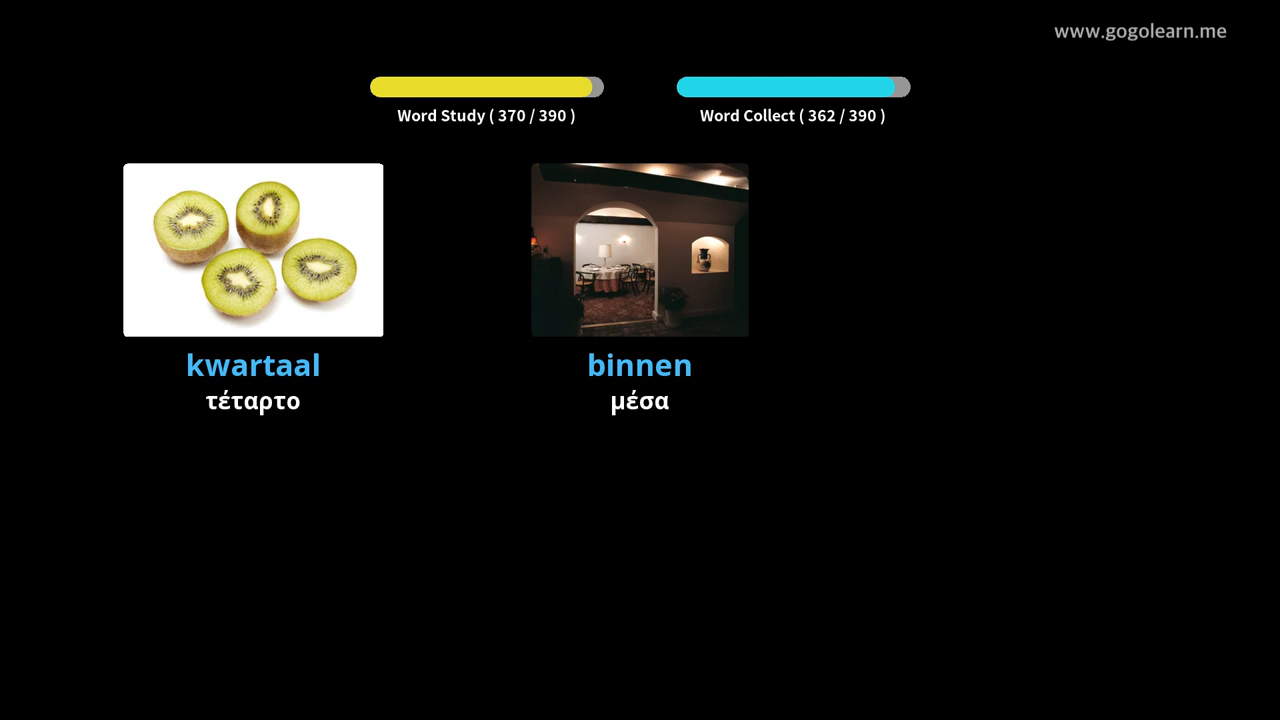 www.gogolearn.me
Word Study ( 370 / 390 )
Word Collect ( 362 / 390 )
kwartaal
τέταρτο
binnen
μέσα